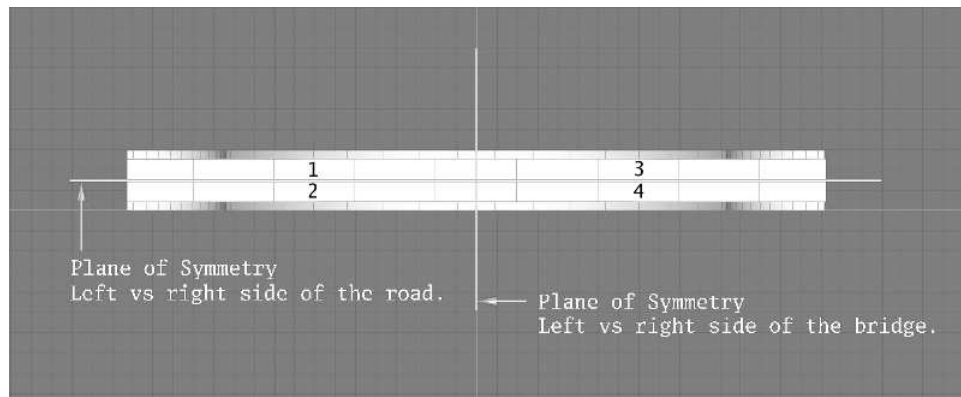 1 3
2 4
Plane of Symmetry
Left vs right side of the road.
Plane of Symmetry
Left vs right side of the bridge.